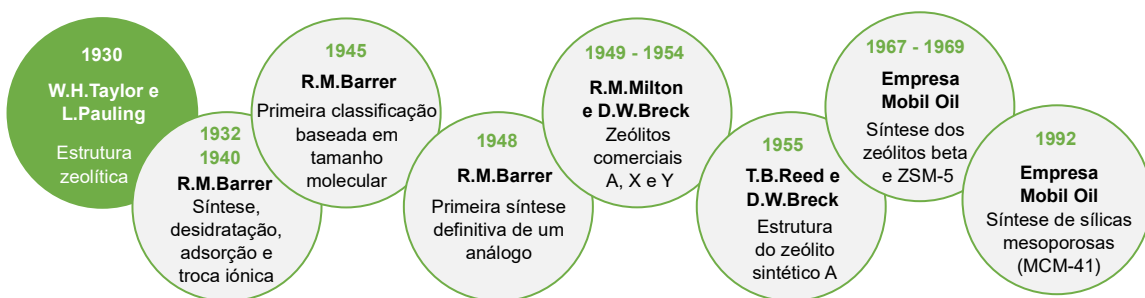 1930
W.H.Taylor e
L.Pauling
Estrutura
zeolítica
1932
1940
R.M.Barrer
Síntese,
desidratação,
adsorção e
troca iónica
1945
R.M.Barrer
Primeira classificação
baseada em
tamanho
molecular
1948
R.M.Barrer
Primeira síntese
definitiva de um
análogo
1949 - 1954
R.M.Milton
e D.W.Breck
Zeólitos
comerciais
A, X e Y
1955
T.B.Reed e
D.W.Breck
Estrutura
do zeólito
sintético A
1967 - 1969
Empresa
Mobil Oil
Síntese dos
zeólitos beta
e ZSM-5
1992
Empresa
Mobil Oil
Síntese de sílicas
mesoporosas
(MCM-41)